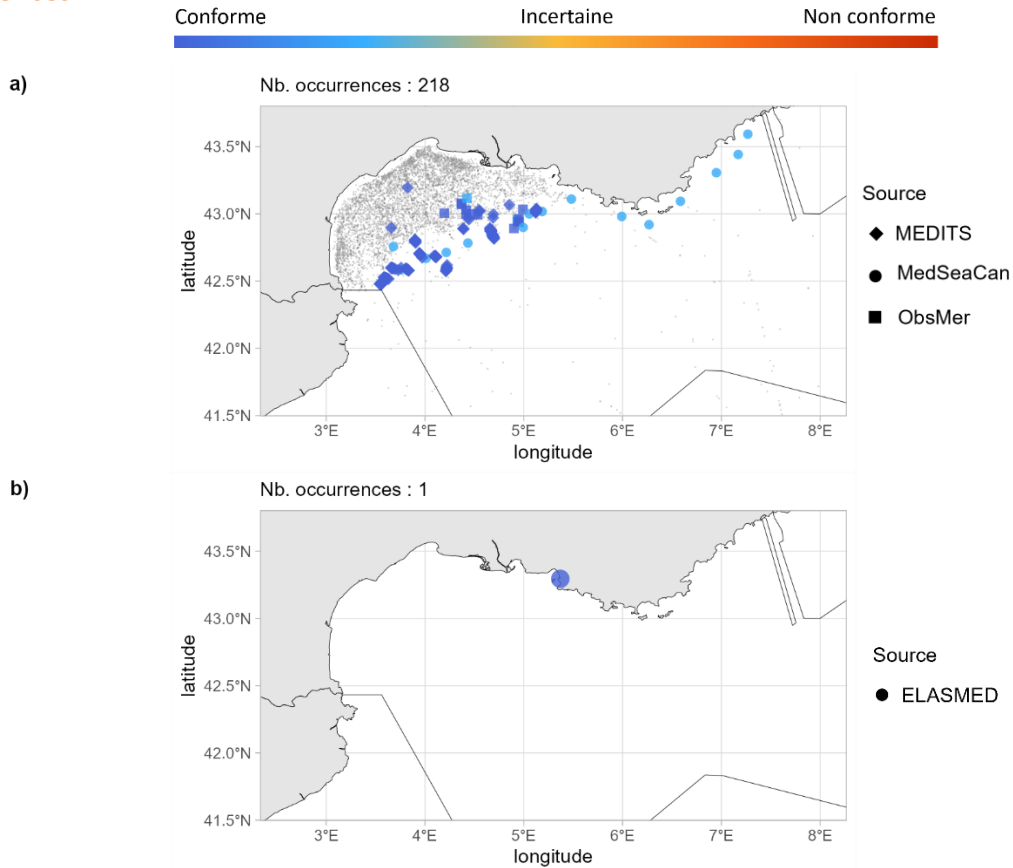 Conforme Incertaine Non conforme
a)
Nb. occurrences : 218
43.5°N
43.0°N
42.5°N
42.0°N
41.5°N
latitude
3°E 4°E 5°E 6°E 7°E 8°E
longitude
Source
MEDITS
MedSeaCan
ObsMer
b)
Nb. occurrences : 1
43.5°N
43.0°N
42.5°N
42.0°N
41.5°N
latitude
3°E 4°E 5°E 6°E 7°E 8°E
longitude
Source
ELASMED